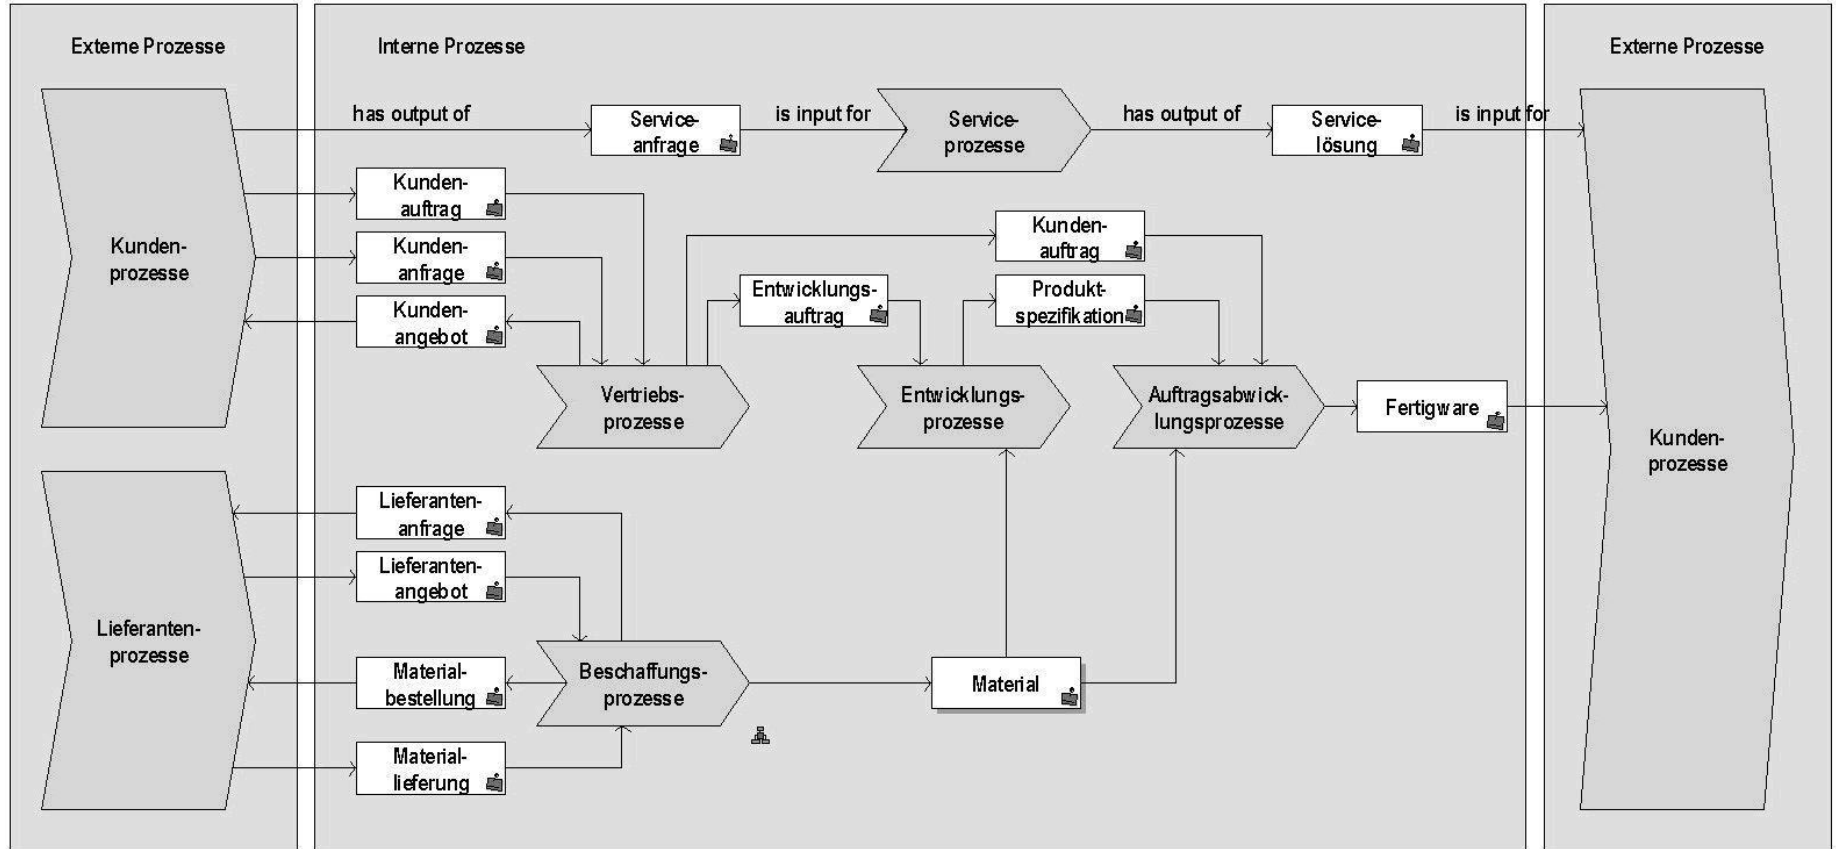 Externe Prozesse
Interne Prozesse
Externe Prozesse
has output of
Service-
anfrage
is input for
Service-
prozesse
has output of
Service-
lösung
is input for
Kunden-
auftrag
Kunden-
anfrage
Kunden-
angebot
Kunden-
prozesse
Kunden-
auftrag
Entwicklungs-
auftrag
Produkt-
spezifikation
Vertriebs-
prozesse
Entwicklungs-
prozesse
Auftragsabwick-
lungsprozesse
Fertigware
Kunden-
prozesse
Lieferanten-
anfrage
Lieferanten-
angebot
Lieferanten-
prozesse
Material-
bestellung
Beschaffungs-
prozesse
Material
Material-
lieferung